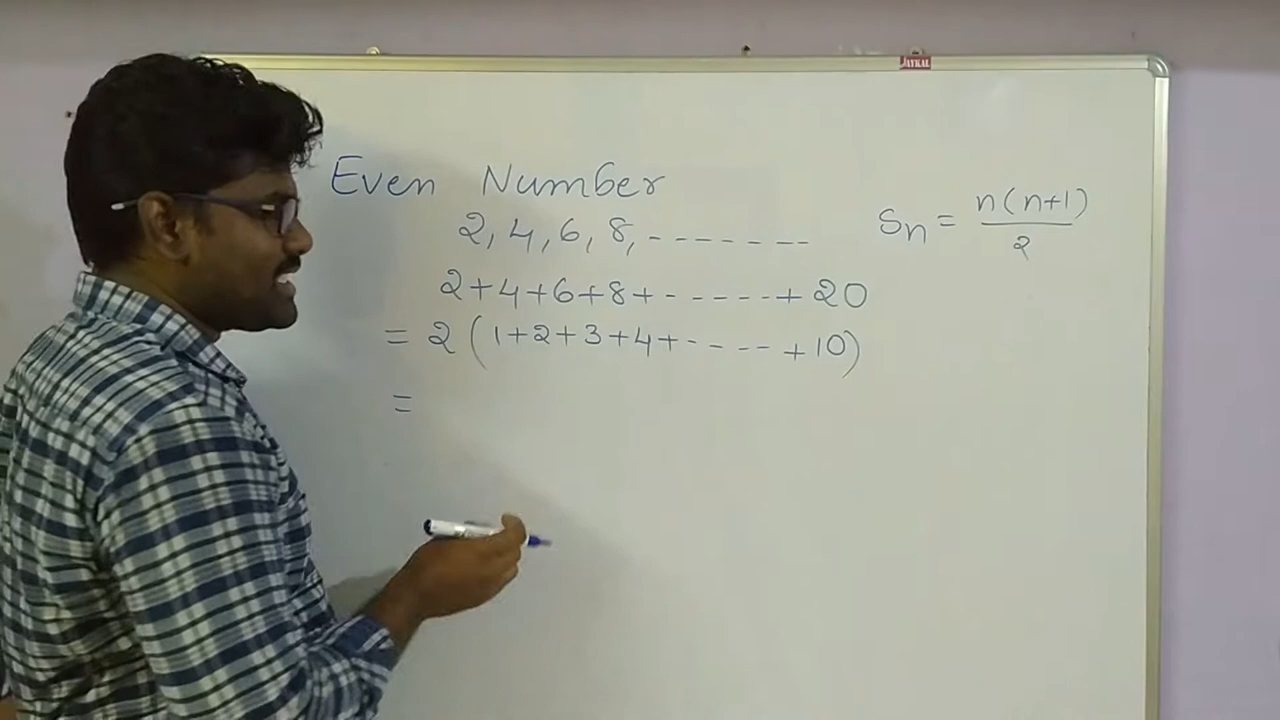 JAYKAL
Even Number
2, 4, 6, 8, - - - - - - -
Sn = n(n+1)/2
2+4+6+8+ - - - - - + 20
= 2 (1+2+3+4+ - - - - +10)
=